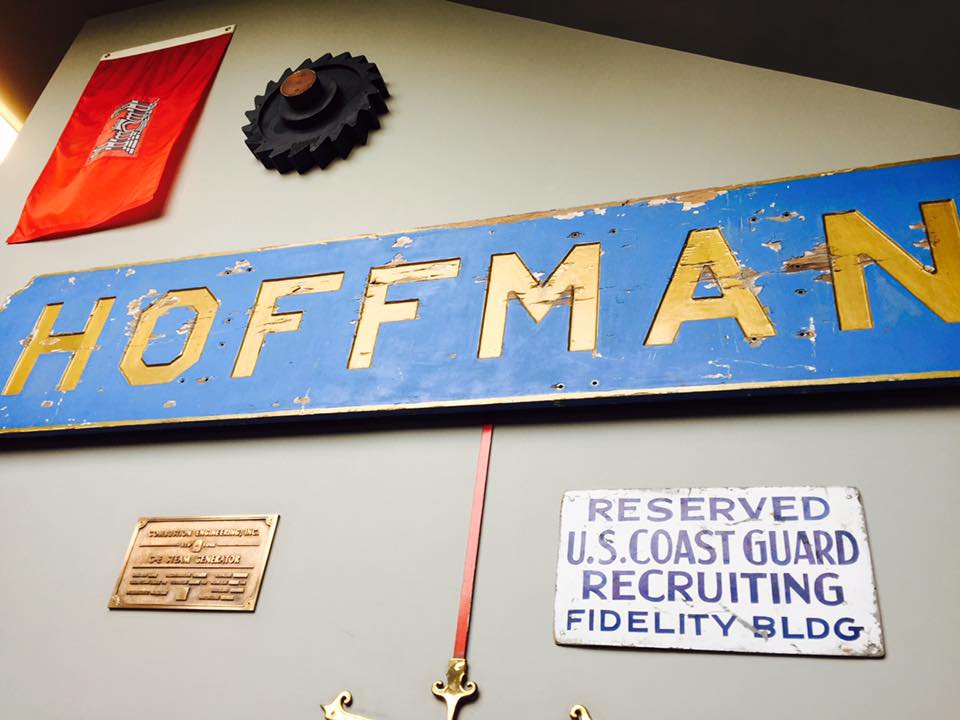 HOFFMAN
COMBUSTION ENGINEERING, INC.
C-E STEAM GENERATOR
RESERVED
U.S. COAST GUARD
RECRUITING
FIDELITY BLDG